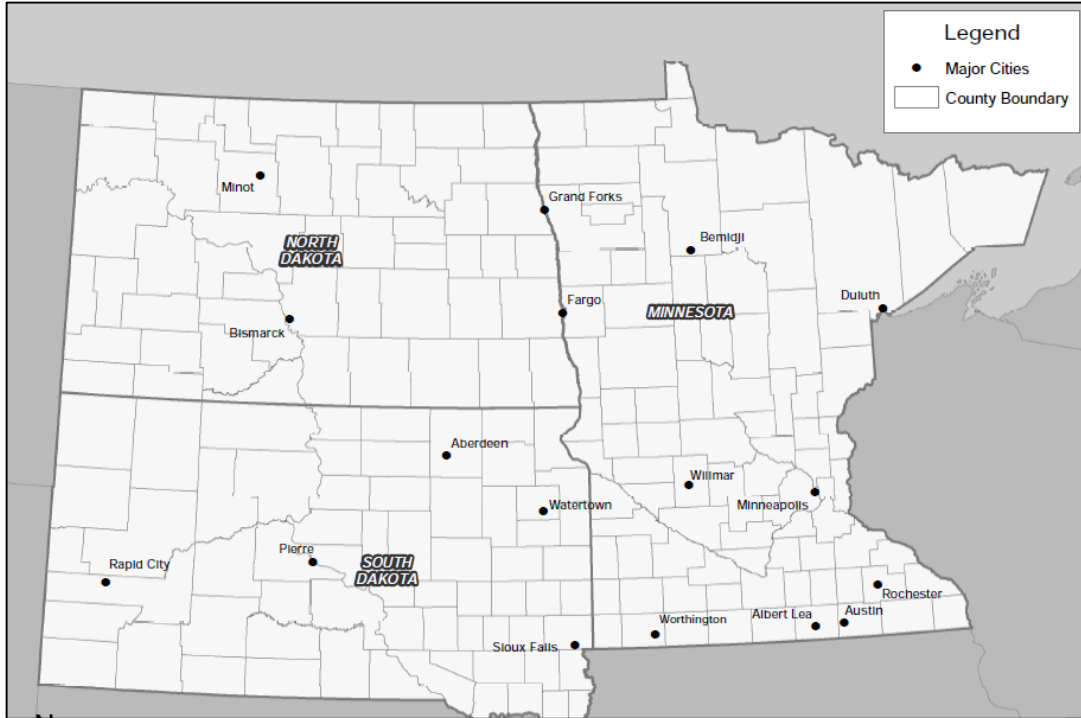 Legend
Major Cities
County Boundary
Minot
Grand Forks
NORTH
DAKOTA
Bemidji
Fargo
MINNESOTA
Duluth
Bismarck
Aberdeen
Willmar
Watertown
Minneapolis
Pierre
Rapid City
SOUTH
DAKOTA
Rochester
Worthington
Albert Lea
Austin
Sioux Falls